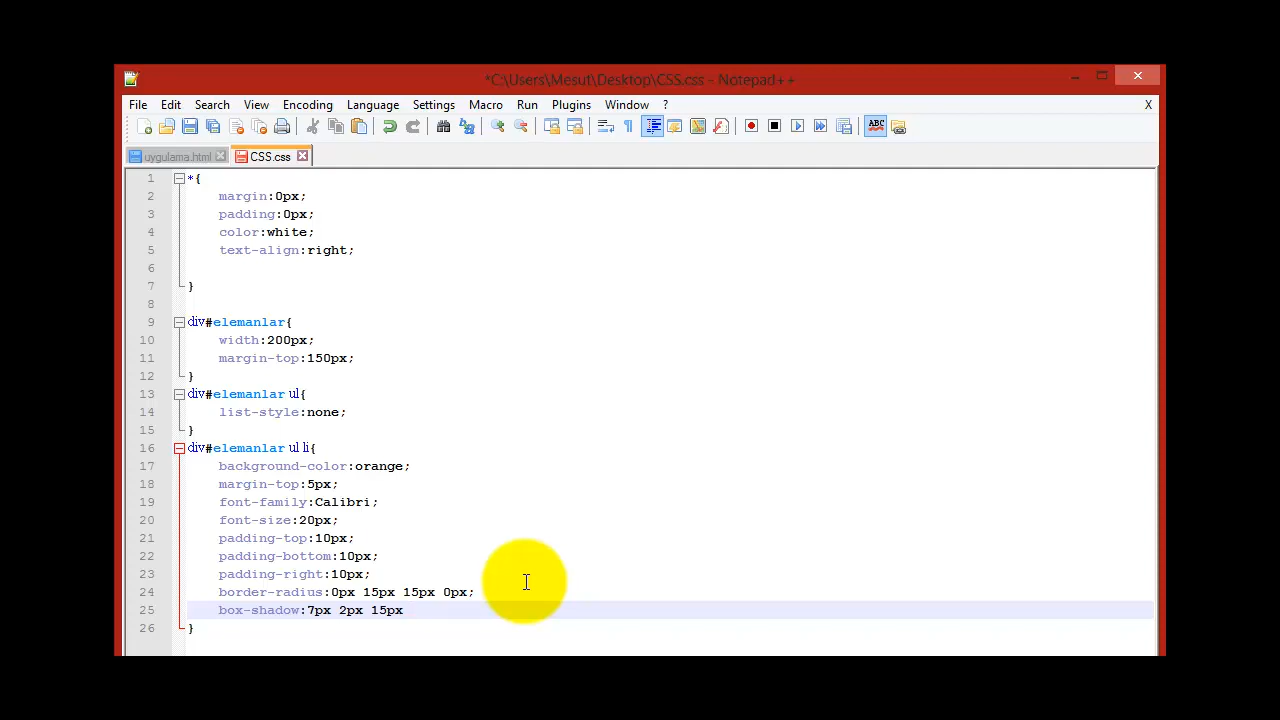 *C:\Users\Mesut\Desktop\CSS.css - Notepad++
File Edit Search View Encoding Language Settings Macro Run Plugins Window ? X
ABC
uygulama.html CSS.css
1 *{
2 margin:0px;
3 padding:0px;
4 color:white;
5 text-align:right;
6
7 }
8
9 div#elemanlar{
10 width:200px;
11 margin-top:150px;
12 }
13 div#elemanlar ul{
14 list-style:none;
15 }
16 div#elemanlar ul li{
17 background-color:orange;
18 margin-top:5px;
19 font-family:Calibri;
20 font-size:20px;
21 padding-top:10px;
22 padding-bottom:10px;
23 padding-right:10px;
24 border-radius:0px 15px 15px 0px;
25 box-shadow:7px 2px 15px
26 }